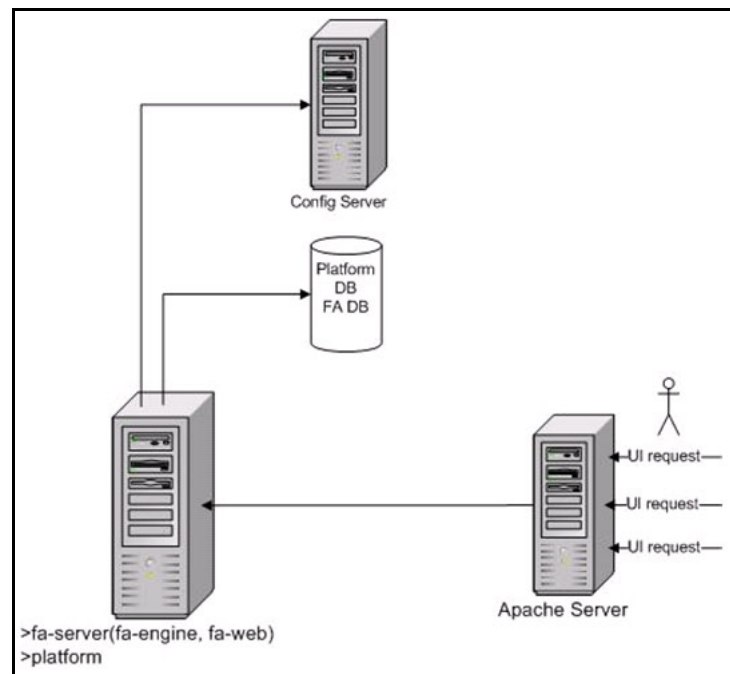 Config Server
Platform
DB
FA DB
UI request
UI request
UI request
Apache Server
>fa-server(fa-engine, fa-web)
>platform